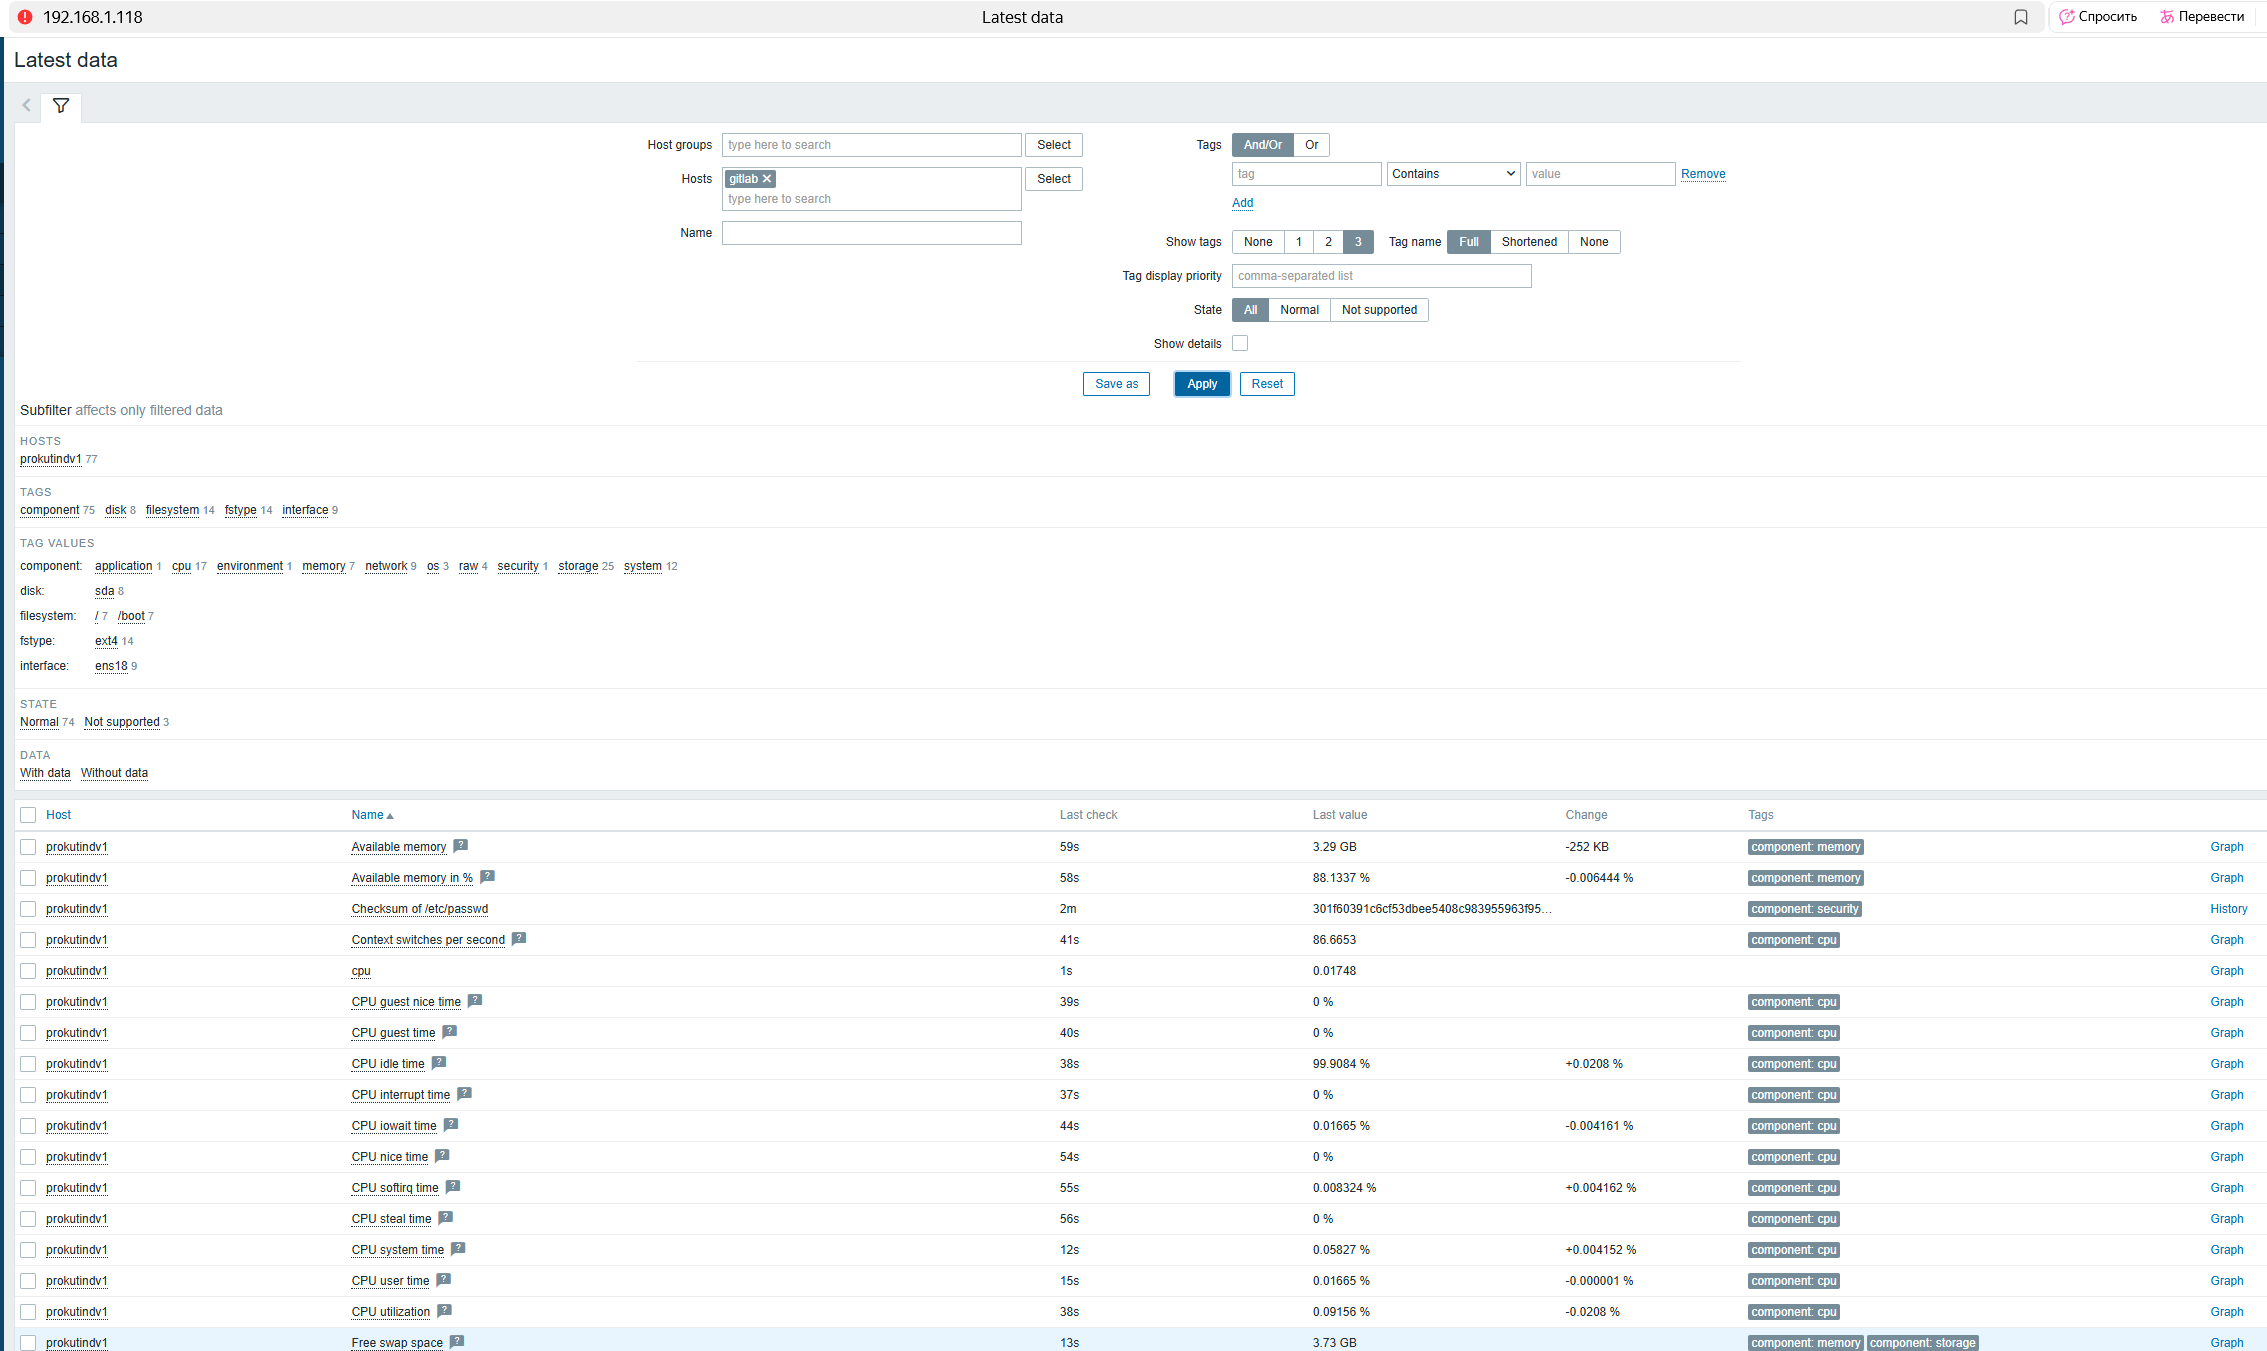 192.168.1.118 Latest data Спросить Перевести
Latest data
Host groups type here to search Select Tags And/Or Or
Hosts gitlab Select tag Contains value Remove
type here to search
Add
Name
Show tags None 1 2 3 Tag name Full Shortened None
Tag display priority comma-separated list
State All Normal Not supported
Show details
Save as Apply Reset
Subfilter affects only filtered data
HOSTS
prokutindv1 77
TAGS
component 75 disk 8 filesystem 14 fstype 14 interface 9
TAG VALUES
component: application 1 cpu 17 environment 1 memory 7 network 9 os 3 raw 4 security 1 storage 25 system 12
disk: sda 8
filesystem: / 7 /boot 7
fstype: ext4 14
interface: ens18 9
STATE
Normal 74 Not supported 3
DATA
With data Without data
Host Name Last check Last value Change Tags
prokutindv1 Available memory ? 59s 3.29 GB -252 KB component: memory Graph
prokutindv1 Available memory in % ? 58s 88.1337 % -0.006444 % component: memory Graph
prokutindv1 Checksum of /etc/passwd 2m 301f60391c6cf53dbee5408c983955963f95... component: security History
prokutindv1 Context switches per second ? 41s 86.6653 component: cpu Graph
prokutindv1 cpu 1s 0.01748 Graph
prokutindv1 CPU guest nice time ? 39s 0 % component: cpu Graph
prokutindv1 CPU guest time ? 40s 0 % component: cpu Graph
prokutindv1 CPU idle time ? 38s 99.9084 % +0.0208 % component: cpu Graph
prokutindv1 CPU interrupt time ? 37s 0 % component: cpu Graph
prokutindv1 CPU iowait time ? 44s 0.01665 % -0.004161 % component: cpu Graph
prokutindv1 CPU nice time ? 54s 0 % component: cpu Graph
prokutindv1 CPU softirq time ? 55s 0.008324 % +0.004162 % component: cpu Graph
prokutindv1 CPU steal time ? 56s 0 % component: cpu Graph
prokutindv1 CPU system time ? 12s 0.05827 % +0.004152 % component: cpu Graph
prokutindv1 CPU user time ? 15s 0.01665 % -0.000001 % component: cpu Graph
prokutindv1 CPU utilization ? 38s 0.09156 % -0.0208 % component: cpu Graph
prokutindv1 Free swap space ? 13s 3.73 GB component: memory component: storage Graph